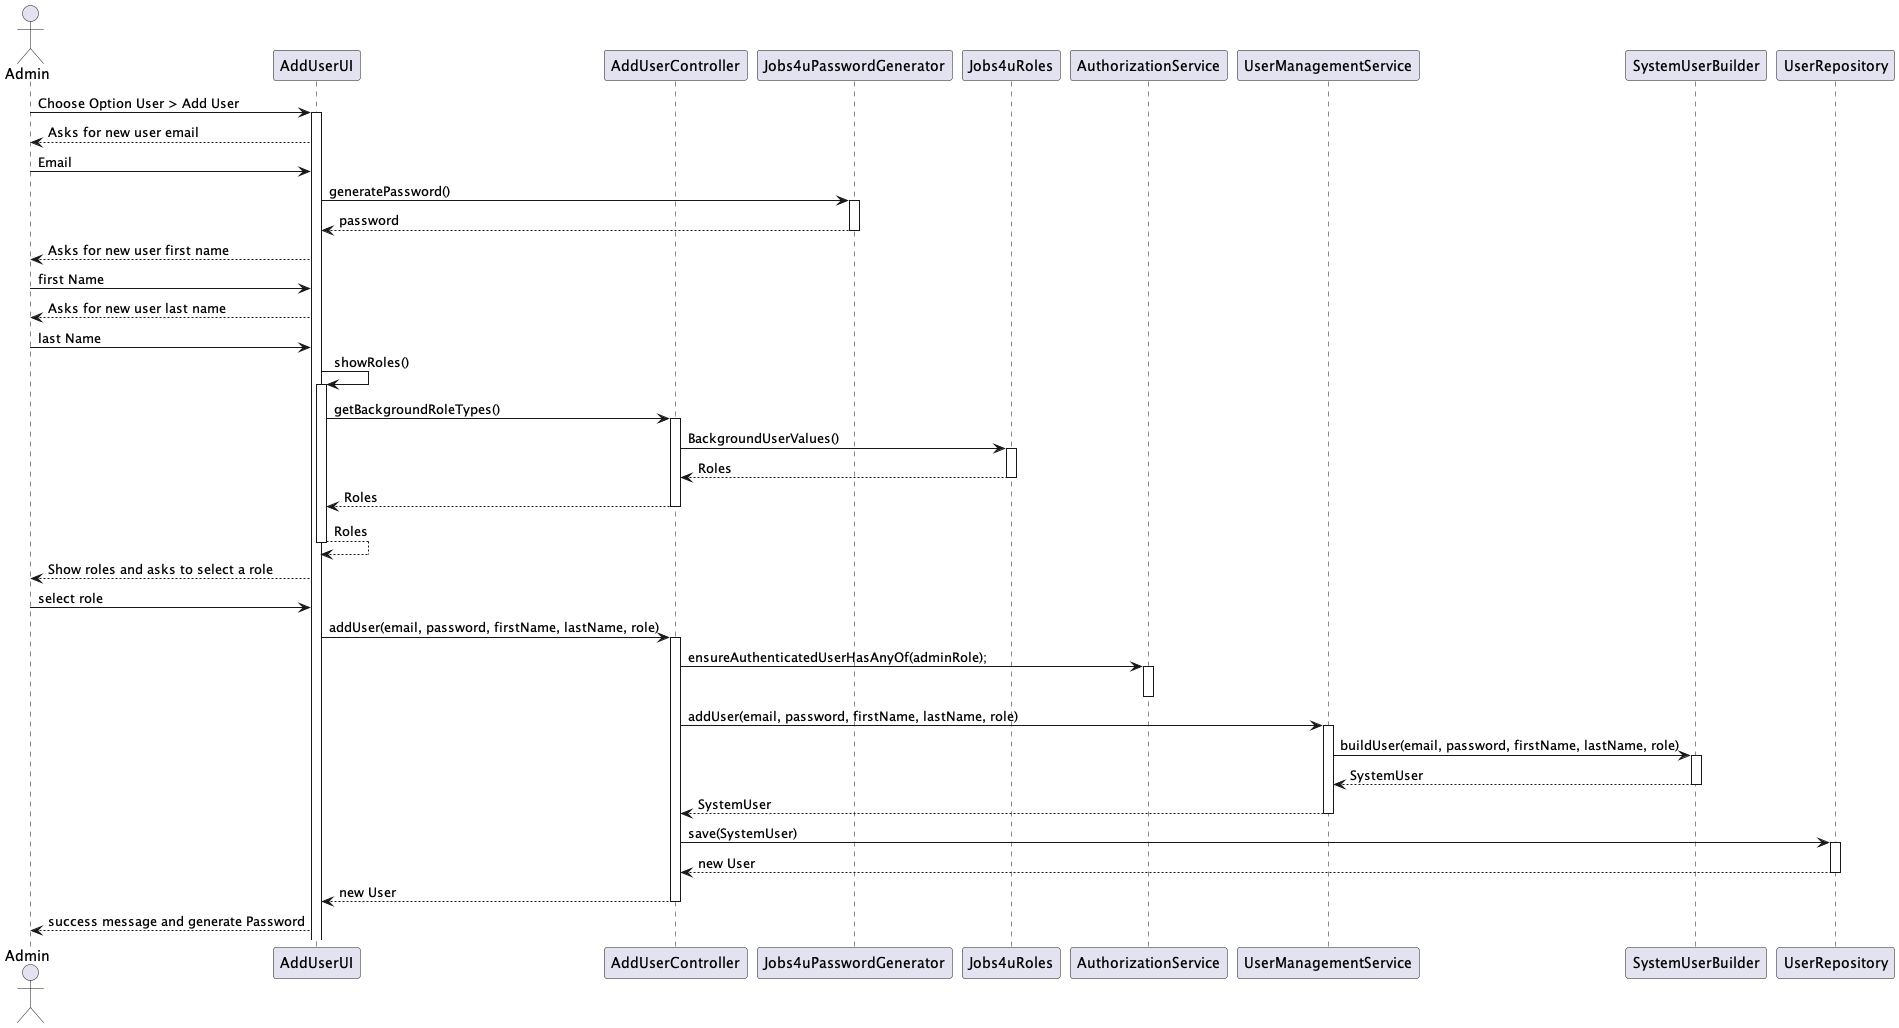 Admin
AddUserUI
AddUserController
Jobs4uPasswordGenerator
Jobs4uRoles
AuthorizationService
UserManagementService
SystemUserBuilder
UserRepository
Choose Option User > Add User
Asks for new user email
Email
generatePassword()
password
Asks for new user first name
first Name
Asks for new user last name
last Name
showRoles()
getBackgroundRoleTypes()
BackgroundUserValues()
Roles
Roles
Roles
Show roles and asks to select a role
select role
addUser(email, password, firstName, lastName, role)
ensureAuthenticatedUserHasAnyOf(adminRole);
addUser(email, password, firstName, lastName, role)
buildUser(email, password, firstName, lastName, role)
SystemUser
SystemUser
save(SystemUser)
new User
new User
success message and generate Password
Admin
AddUserUI
AddUserController
Jobs4uPasswordGenerator
Jobs4uRoles
AuthorizationService
UserManagementService
SystemUserBuilder
UserRepository